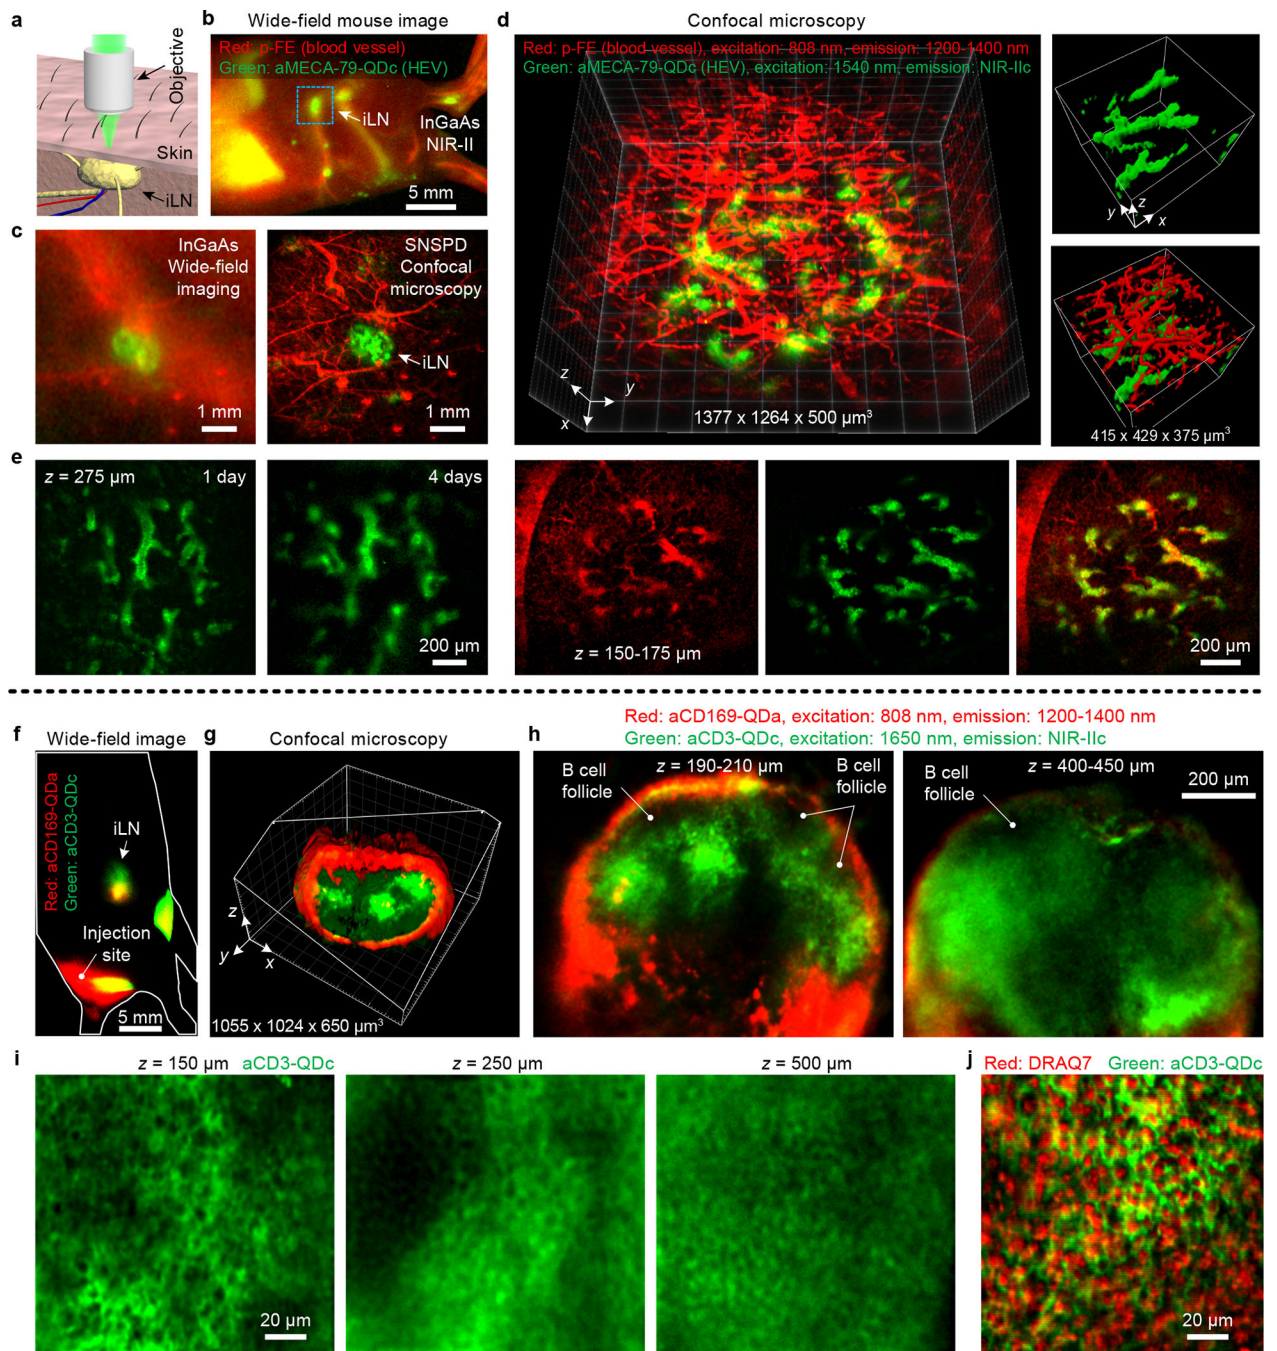 a
Objective
Skin
iLN
b
Wide-field mouse image
Red: p-FE (blood vessel)
Green: aMECA-79-QDc (HEV)
iLN
InGaAs
NIR-II
5 mm
c
InGaAs
Wide-field
imaging
1 mm
SNSPD
Confocal
microscopy
iLN
1 mm
d
Confocal microscopy
Red: p-FE (blood vessel), excitation: 808 nm, emission: 1200-1400 nm
Green: aMECA-79-QDc (HEV), excitation: 1540 nm, emission: NIR-IIc
z
y
x
1377 x 1264 x 500 µm³
y
z
x
415 x 429 x 375 µm³
e
z = 275 µm
1 day
4 days
200 µm
z = 150-175 µm
200 µm
f
Wide-field image
Red: aCD169-QDa
Green: aCD3-QDc
iLN
Injection
site
5 mm
g
Confocal microscopy
z
y
x
1055 x 1024 x 650 µm³
Red: aCD169-QDa, excitation: 808 nm, emission: 1200-1400 nm
Green: aCD3-QDc, excitation: 1650 nm, emission: NIR-IIc
h
B cell
follicle
z = 190-210 µm
B cell
follicle
B cell
follicle
z = 400-450 µm
200 µm
i
z = 150 µm
aCD3-QDc
20 µm
z = 250 µm
z = 500 µm
j
Red: DRAQ7
Green: aCD3-QDc
20 µm